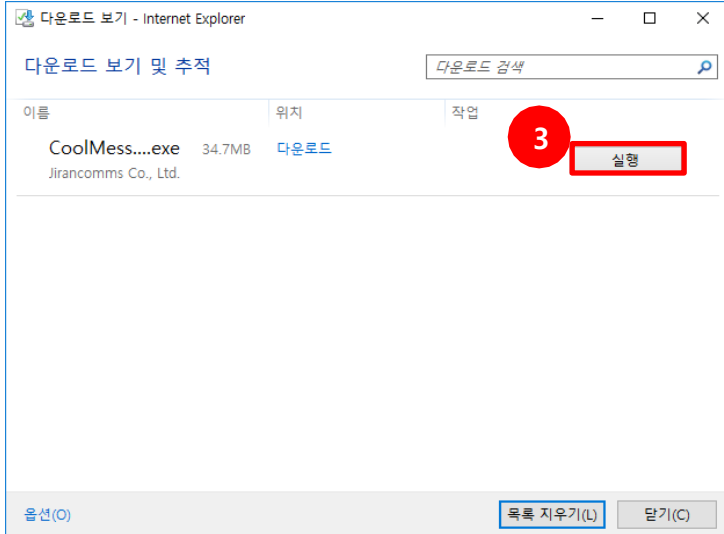 다운로드 보기 - Internet Explorer
다운로드 보기 및 추적
다운로드 검색
이름 위치 작업
CoolMess....exe 34.7MB 다운로드
3
실행
Jirancomms Co., Ltd.
옵션(O) 목록 지우기(L) 닫기(C)